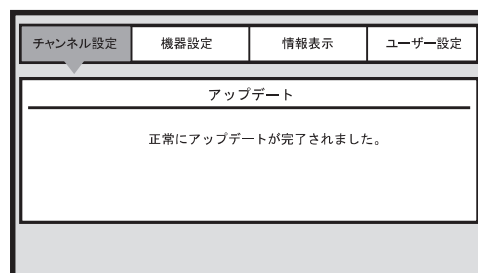 チャンネル設定
機器設定
情報表示
ユーザー設定
アップデート
正常にアップデートが完了されました。